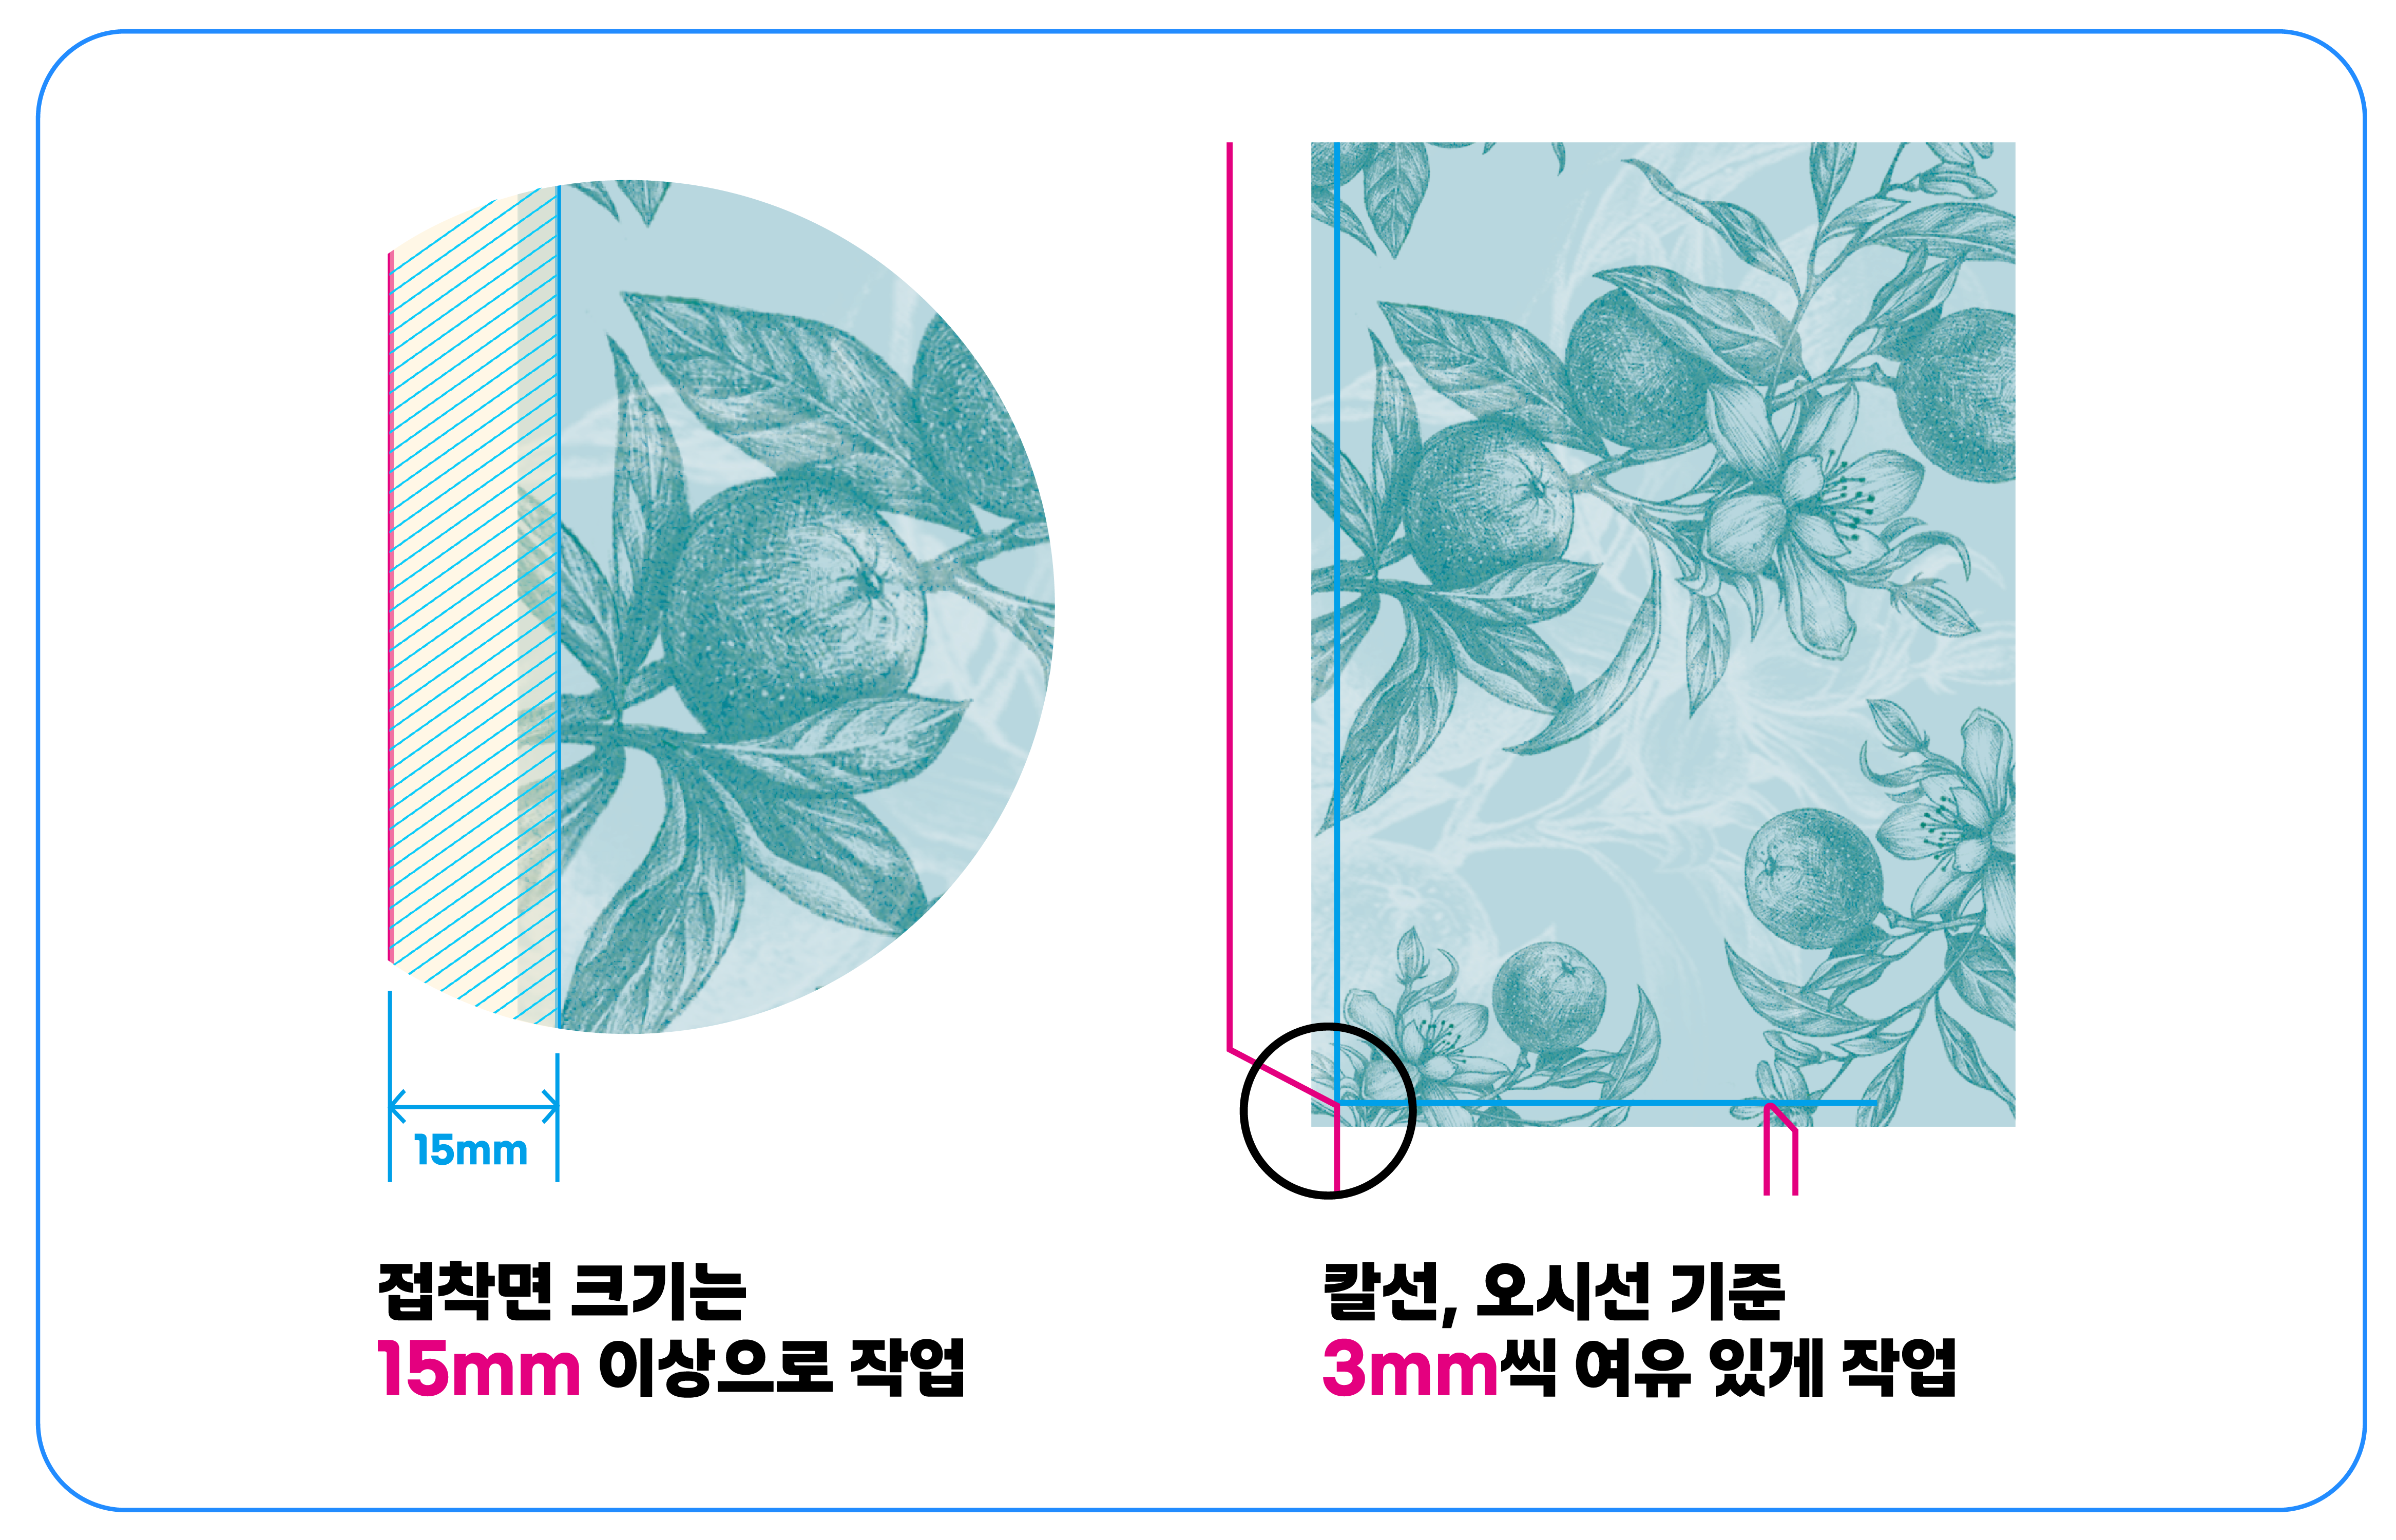 15mm
접착면 크기는
15mm 이상으로 작업
칼선, 오시선 기준
3mm씩 여유 있게 작업